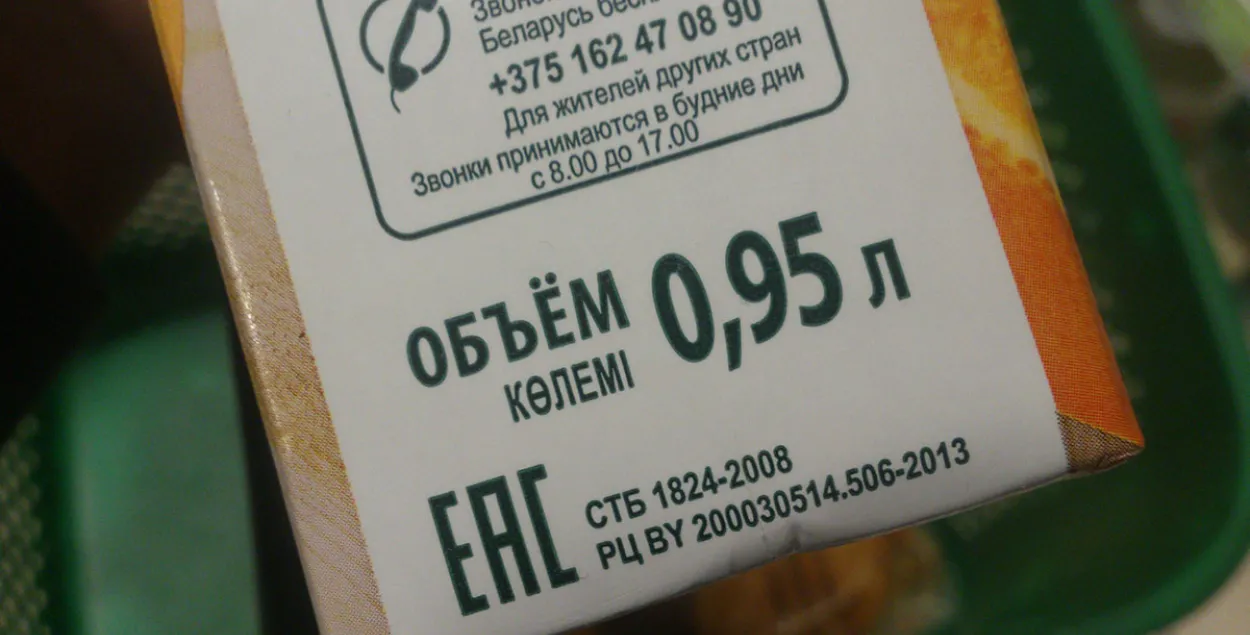 Беларусь
+375 162 47 08 90
Для жителей других стран
Звонки принимаются в будние дни
с 8.00 до 17.00
ОБЪЁМ 0,95 л
КӨЛЕМІ
EAC
СТБ 1824-2008
РЦ BY 200030514.506-2013